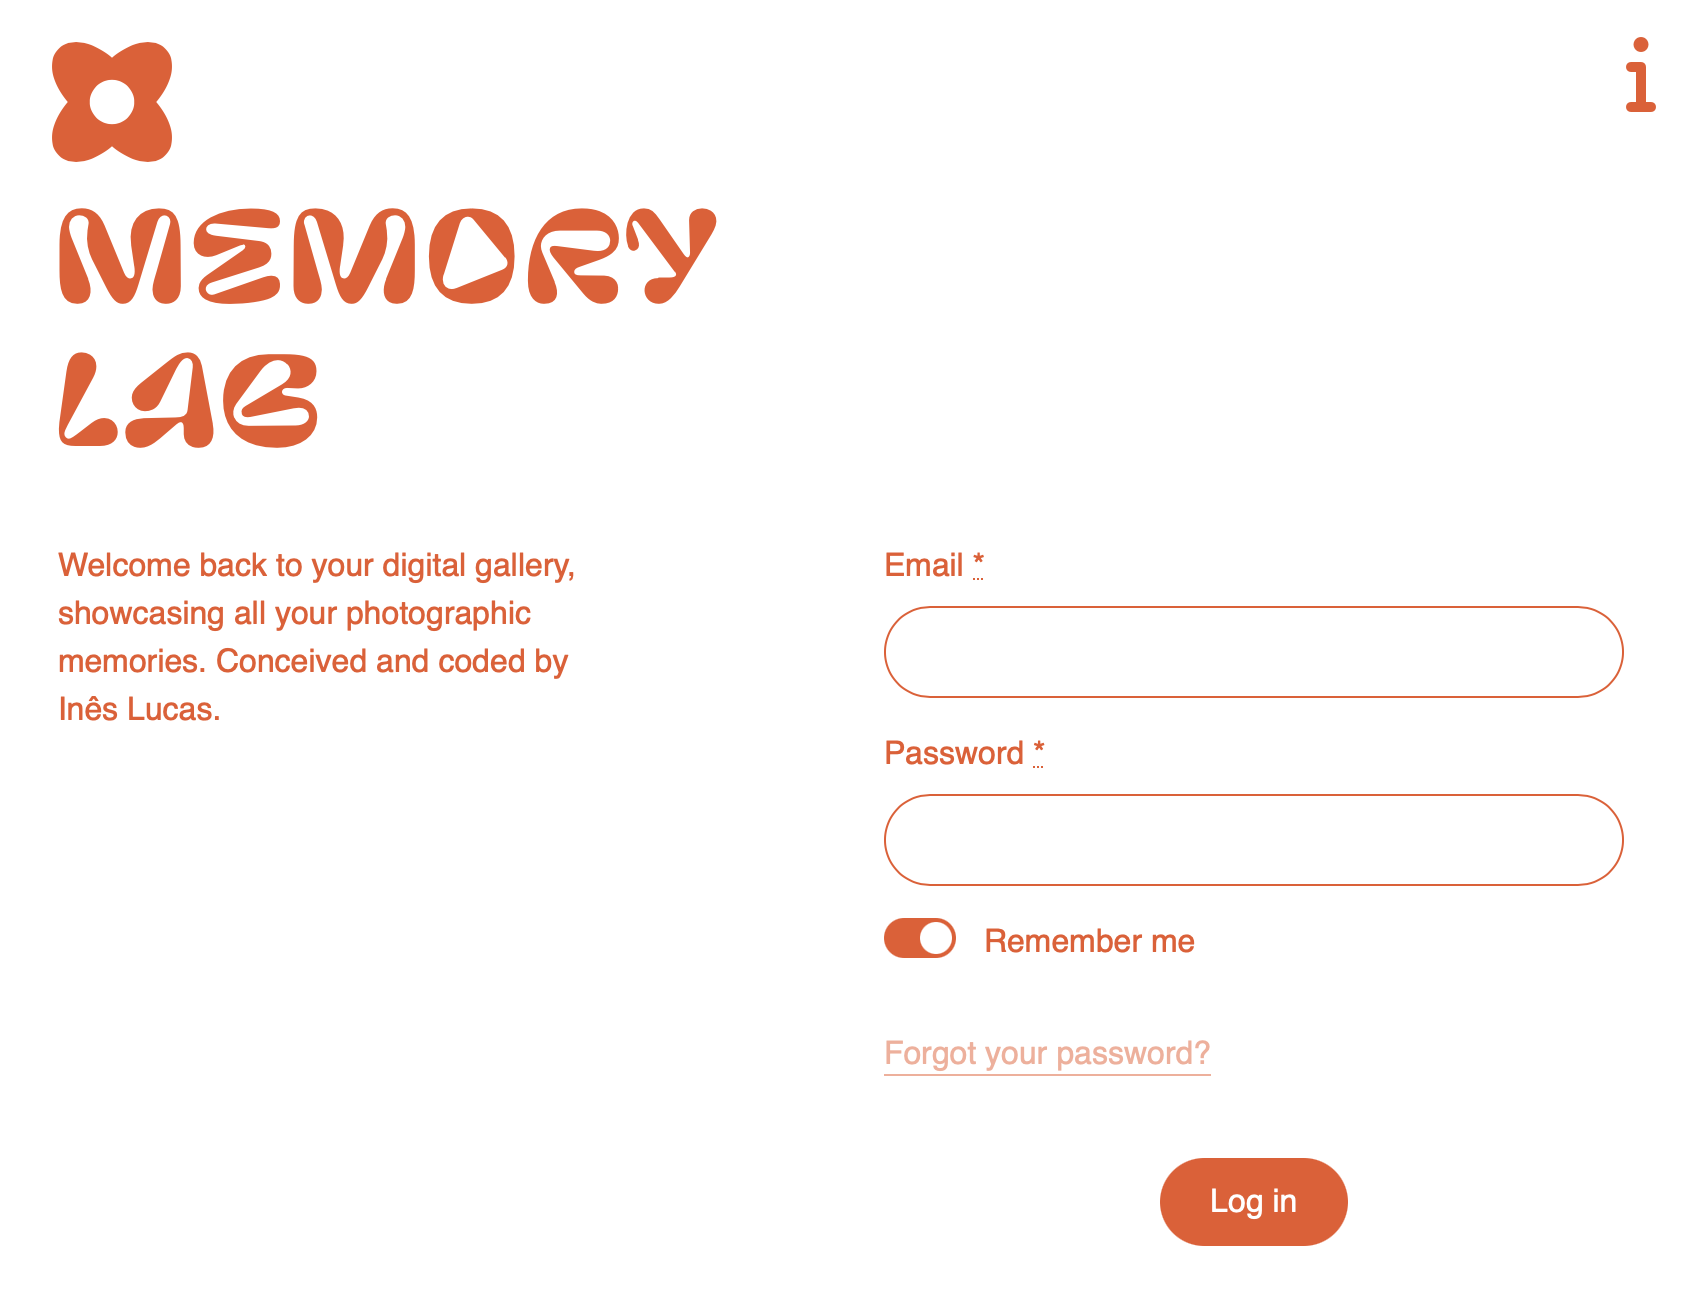 i
MEMORY
LAB
Welcome back to your digital gallery,
showcasing all your photographic
memories. Conceived and coded by
Inês Lucas.
Email *
Password *
Remember me
Forgot your password?
Log in